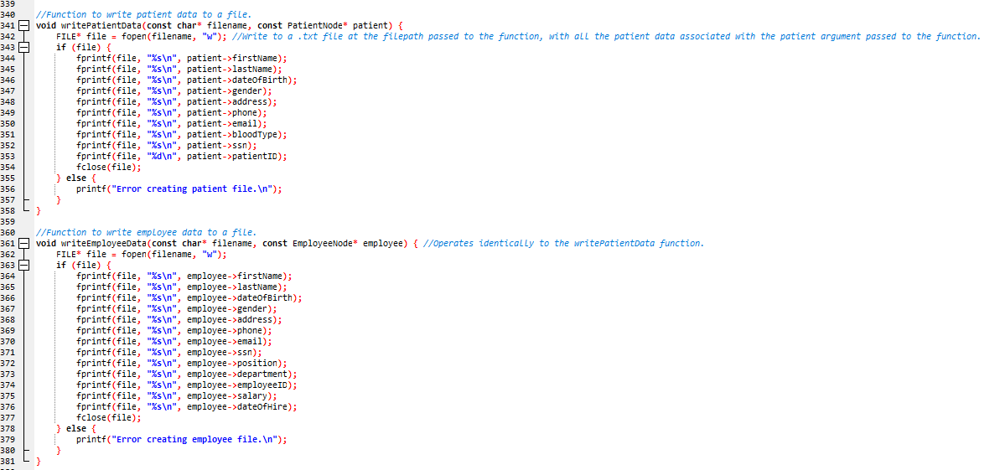 339
340 //Function to write patient data to a file.
341 void writePatientData(const char* filename, const PatientNode* patient) {
342 FILE* file = fopen(filename, "w"); //Write to a .txt file at the filepath passed to the function, with all the patient data associated with the patient argument passed to the function.
343 if (file) {
344 fprintf(file, "%s\n", patient->firstName);
345 fprintf(file, "%s\n", patient->lastName);
346 fprintf(file, "%s\n", patient->dateOfBirth);
347 fprintf(file, "%s\n", patient->gender);
348 fprintf(file, "%s\n", patient->address);
349 fprintf(file, "%s\n", patient->phone);
350 fprintf(file, "%s\n", patient->email);
351 fprintf(file, "%s\n", patient->bloodType);
352 fprintf(file, "%s\n", patient->ssn);
353 fprintf(file, "%d\n", patient->patientID);
354 fclose(file);
355 } else {
356 printf("Error creating patient file.\n");
357 }
358 }
359
360 //Function to write employee data to a file.
361 void writeEmployeeData(const char* filename, const EmployeeNode* employee) { //Operates identically to the writePatientData function.
362 FILE* file = fopen(filename, "w");
363 if (file) {
364 fprintf(file, "%s\n", employee->firstName);
365 fprintf(file, "%s\n", employee->lastName);
366 fprintf(file, "%s\n", employee->dateOfBirth);
367 fprintf(file, "%s\n", employee->gender);
368 fprintf(file, "%s\n", employee->address);
369 fprintf(file, "%s\n", employee->phone);
370 fprintf(file, "%s\n", employee->email);
371 fprintf(file, "%s\n", employee->ssn);
372 fprintf(file, "%s\n", employee->position);
373 fprintf(file, "%s\n", employee->department);
374 fprintf(file, "%s\n", employee->employeeID);
375 fprintf(file, "%s\n", employee->salary);
376 fprintf(file, "%s\n", employee->dateOfHire);
377 fclose(file);
378 } else {
379 printf("Error creating employee file.\n");
380 }
381 }